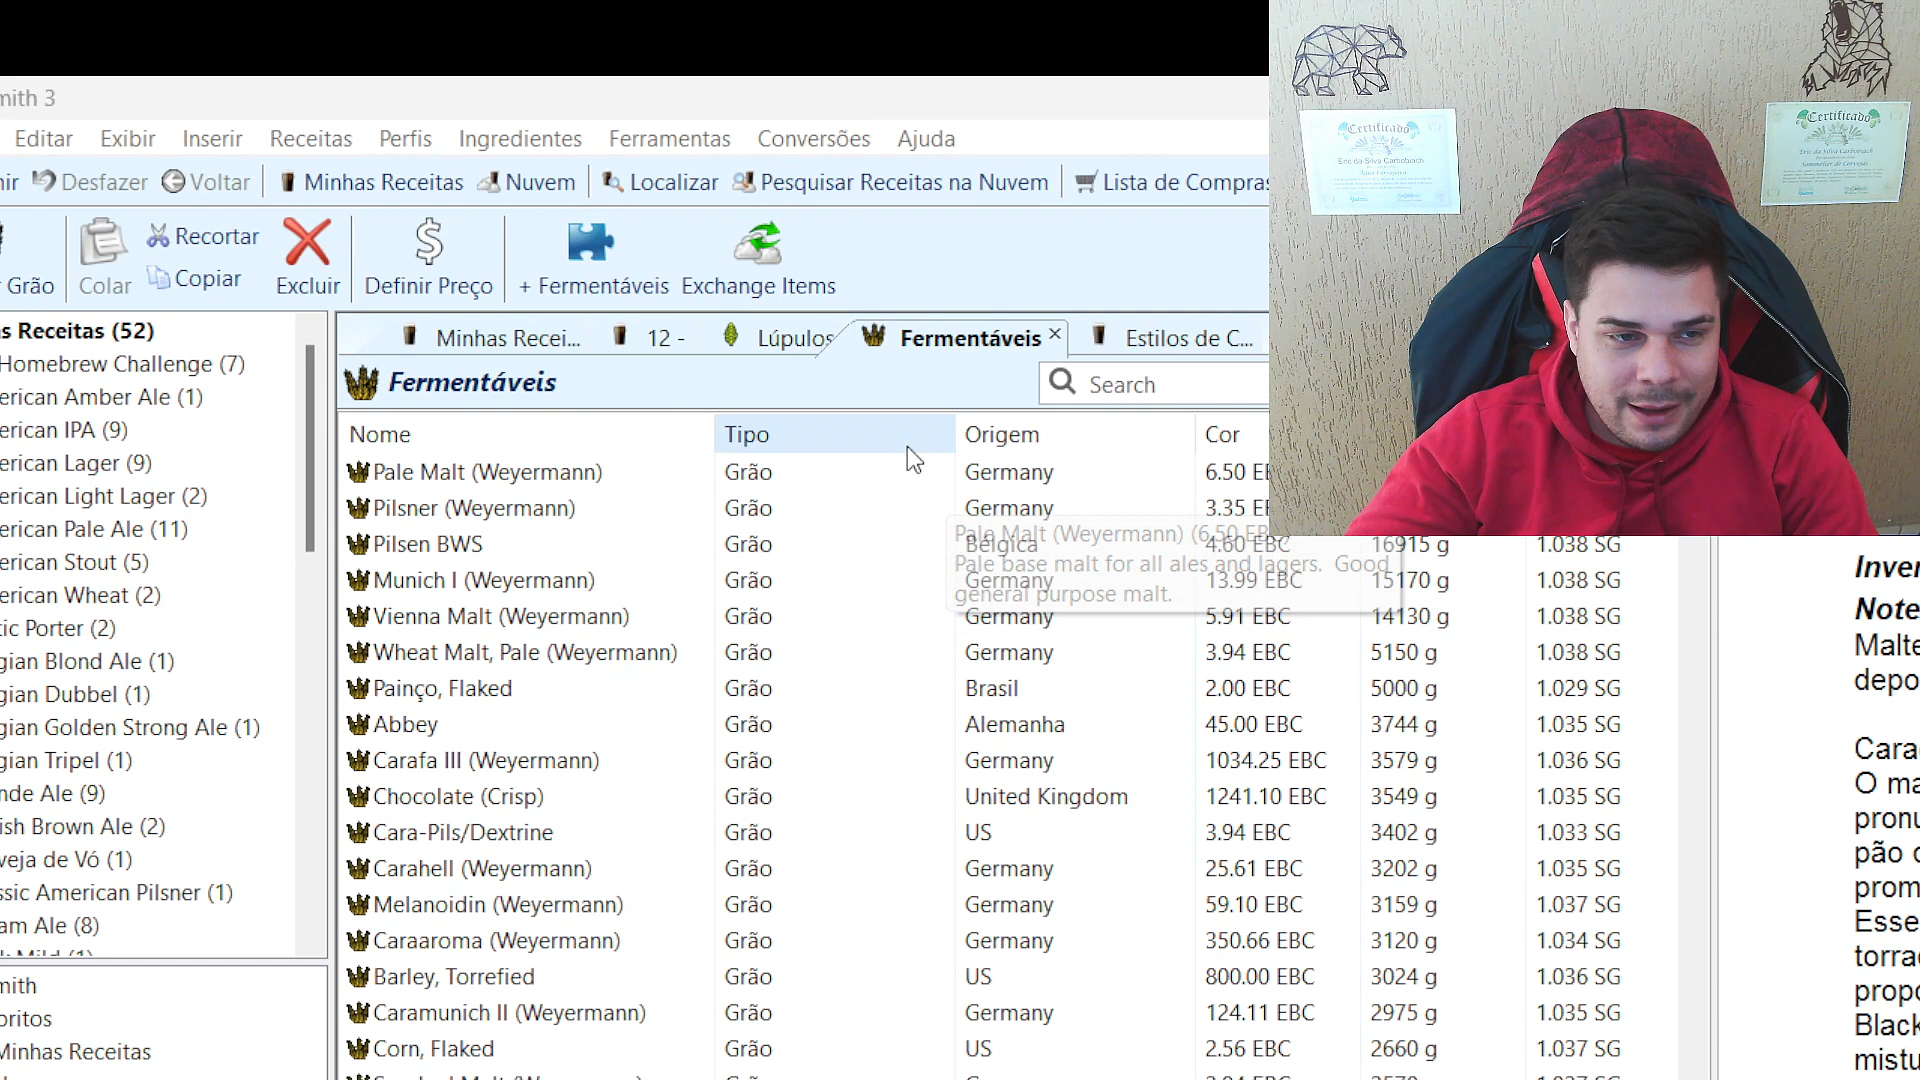 mith 3
Editar Exibir Inserir Receitas Perfis Ingredientes Ferramentas Conversões Ajuda
Desfazer Voltar Minhas Receitas Nuvem Localizar Pesquisar Receitas na Nuvem Lista de Compras
Grão Colar Recortar Copiar Excluir Definir Preço + Fermentáveis Exchange Items
s Receitas (52)
Homebrew Challenge (7)
erican Amber Ale (1)
erican IPA (9)
erican Lager (9)
erican Light Lager (2)
erican Pale Ale (11)
erican Stout (5)
erican Wheat (2)
tic Porter (2)
gian Blond Ale (1)
gian Dubbel (1)
gian Golden Strong Ale (1)
gian Tripel (1)
nde Ale (9)
ish Brown Ale (2)
veja de Vó (1)
ssic American Pilsner (1)
am Ale (8)
mith
oritos
Minhas Receitas
Minhas Recei... 12 - Lúpulos Fermentáveis Estilos de C...
Fermentáveis Search
Nome Tipo Origem Cor
Pale Malt (Weyermann) Grão Germany 6.50 EB
Pilsner (Weyermann) Grão Germany 3.35 E
Pilsen BWS Grão Bélgica 4.60 EBC 16915 g 1.038 SG
Munich I (Weyermann) Grão Germany 13.99 EBC 15170 g 1.038 SG
Vienna Malt (Weyermann) Grão Germany 5.91 EBC 14130 g 1.038 SG
Wheat Malt, Pale (Weyermann) Grão Germany 3.94 EBC 5150 g 1.038 SG
Painço, Flaked Grão Brasil 2.00 EBC 5000 g 1.029 SG
Abbey Grão Alemanha 45.00 EBC 3744 g 1.035 SG
Carafa III (Weyermann) Grão Germany 1034.25 EBC 3579 g 1.036 SG
Chocolate (Crisp) Grão United Kingdom 1241.10 EBC 3549 g 1.035 SG
Cara-Pils/Dextrine Grão US 3.94 EBC 3402 g 1.033 SG
Carahell (Weyermann) Grão Germany 25.61 EBC 3202 g 1.035 SG
Melanoidin (Weyermann) Grão Germany 59.10 EBC 3159 g 1.037 SG
Caraaroma (Weyermann) Grão Germany 350.66 EBC 3120 g 1.034 SG
Barley, Torrefied Grão US 800.00 EBC 3024 g 1.036 SG
Caramunich II (Weyermann) Grão Germany 124.11 EBC 2975 g 1.035 SG
Corn, Flaked Grão US 2.56 EBC 2660 g 1.037 SG
Pale Malt (Weyermann) (6.50 EB
Pale base malt for all ales and lagers. Good
general purpose malt.
Inver
Note
Malte
depo
Cara
O ma
pronu
pão
prom
Esse
torra
propo
Black
mistu
Certificado
Eric da Silva Carbobiach
Certificado
Eric da Silva Carbobiach
Sommelier de Cervejas